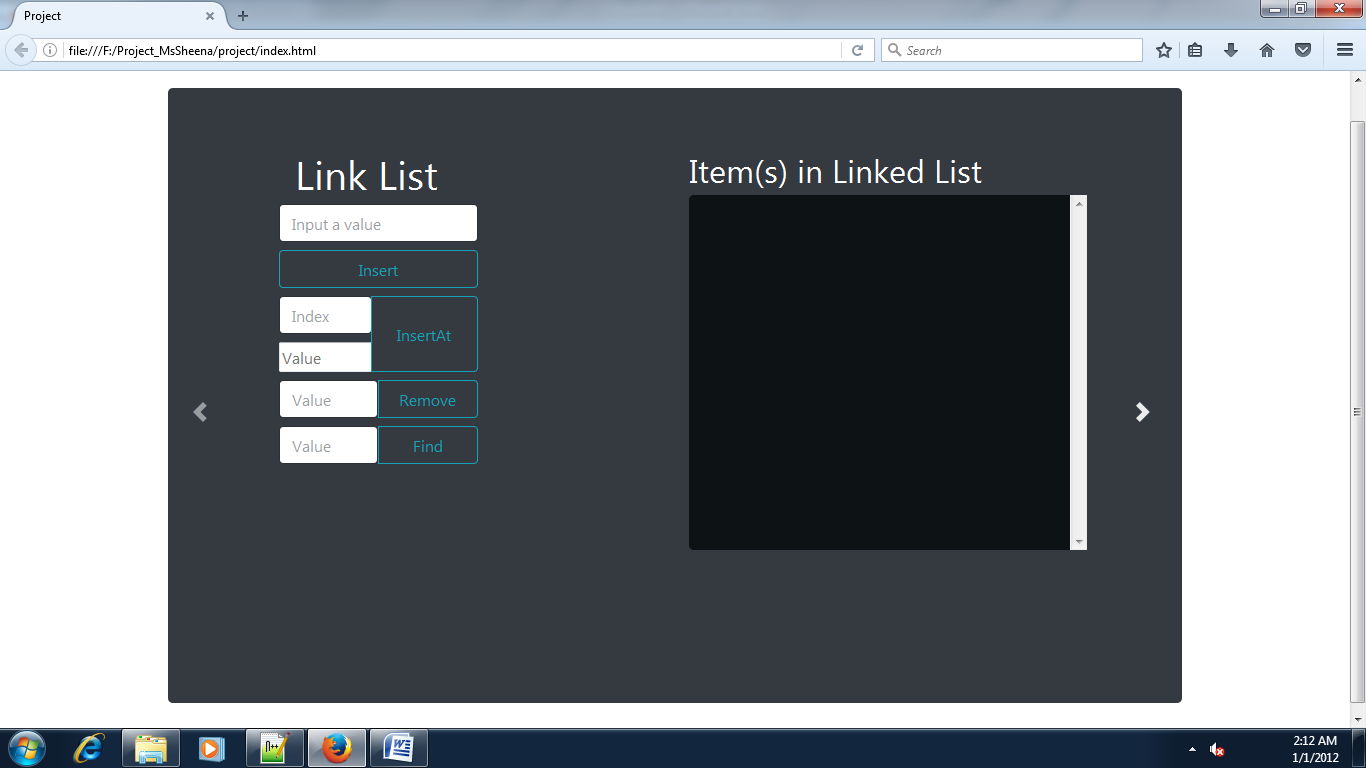 Project
file:///F:/Project_MsSheena/project/index.html
Search
Link List
Input a value
Insert
Index
InsertAt
Value
Value
Remove
Value
Find
Item(s) in Linked List
2:12 AM
1/1/2012